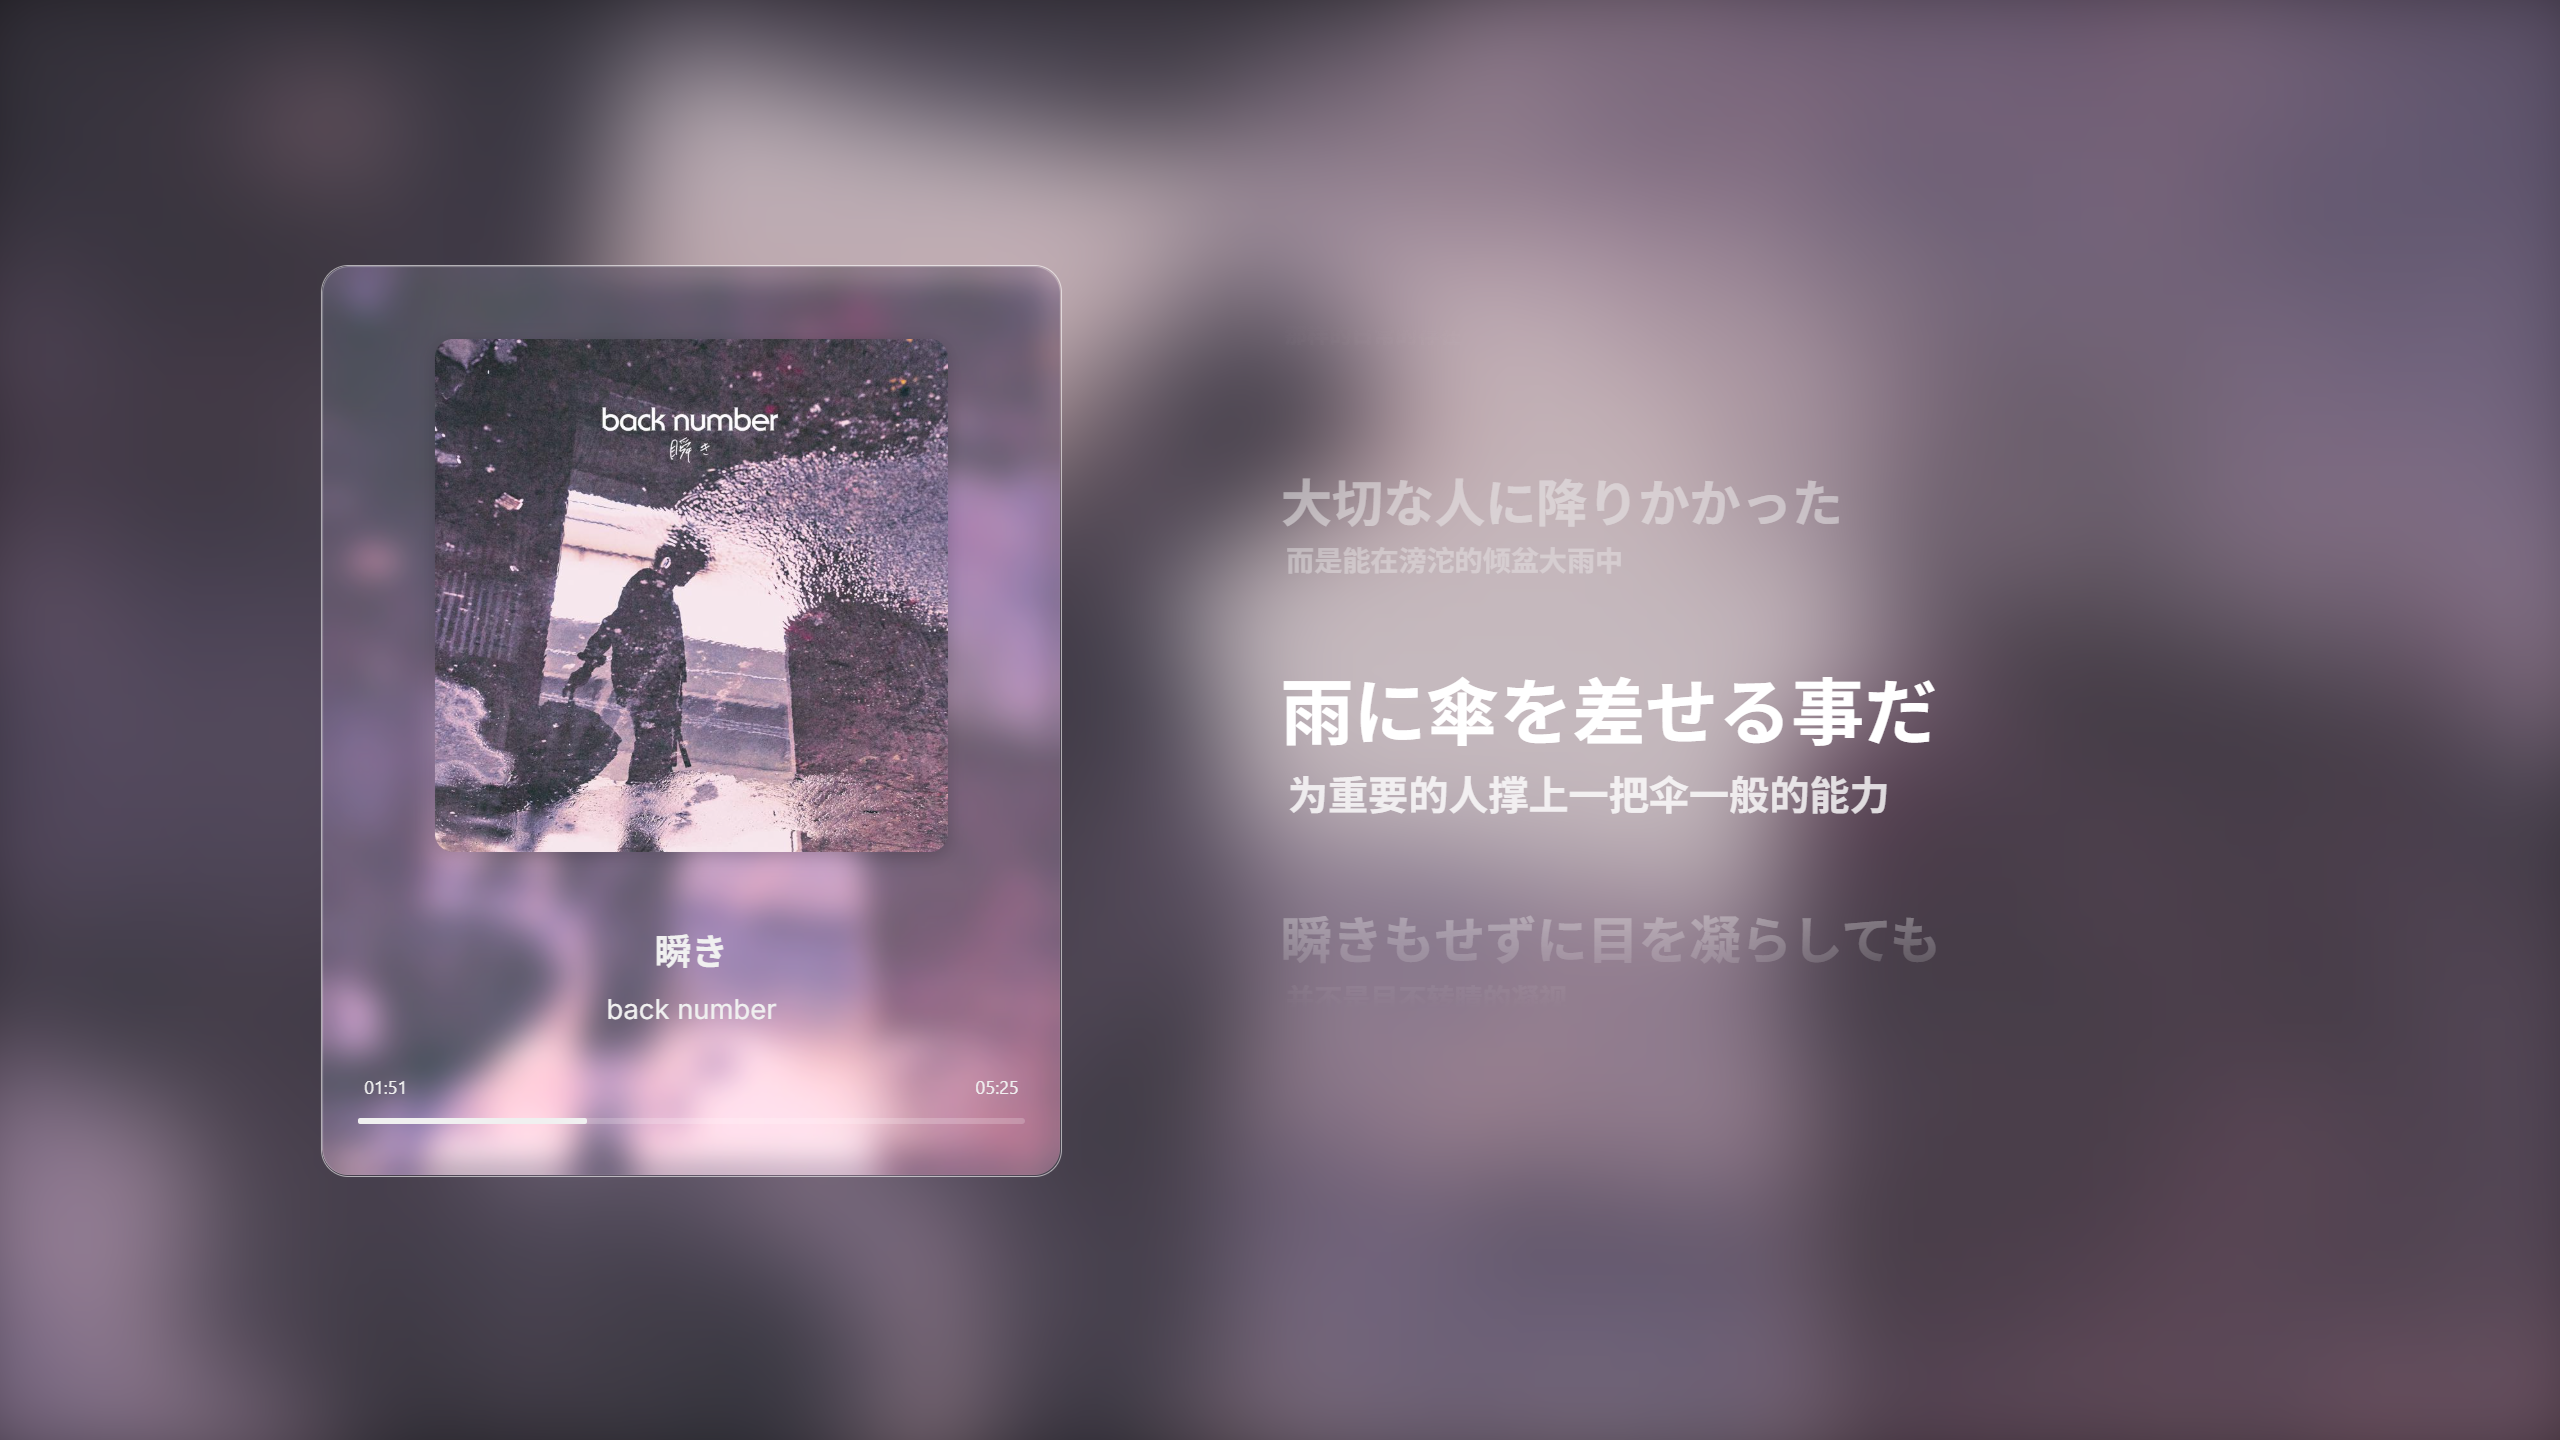 back number
瞬き
瞬き
back number
01:51
05:25
大切な人に降りかかった
而是能在滂沱的倾盆大雨中
雨に傘を差せる事だ
为重要的人撑上一把伞一般的能力
瞬きもせずに目を凝らしても